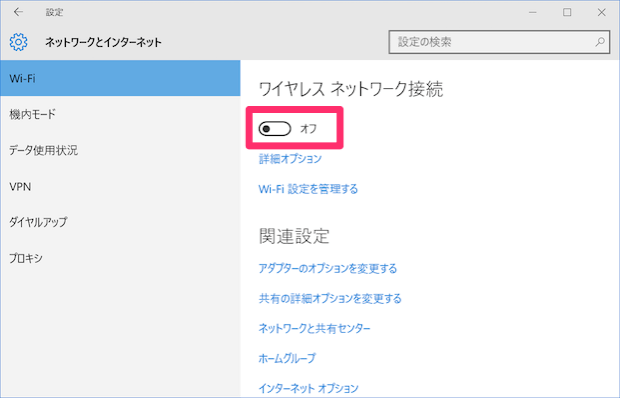 設定
ネットワークとインターネット
設定の検索
Wi-Fi
機内モード
データ使用状況
VPN
ダイヤルアップ
プロキシ
ワイヤレス ネットワーク接続
オフ
詳細オプション
Wi-Fi 設定を管理する
関連設定
アダプターのオプションを変更する
共有の詳細オプションを変更する
ネットワークと共有センター
ホームグループ
インターネット オプション